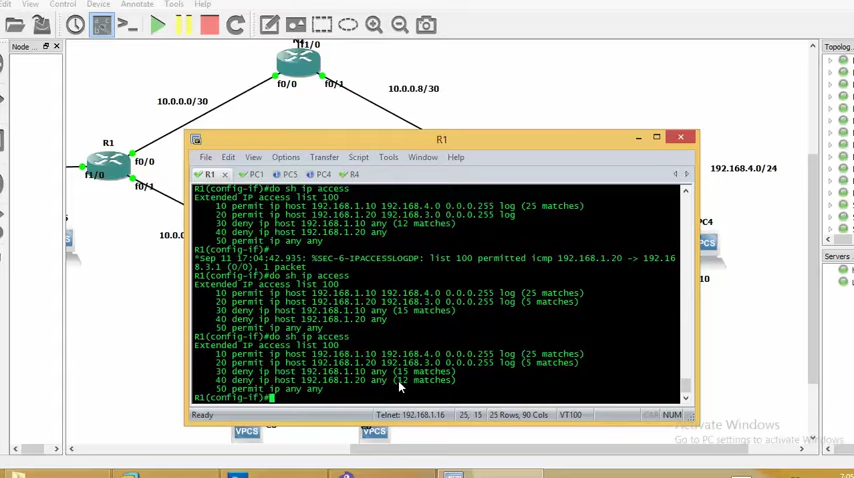 Edit View Control Device Annotate Tools Help
Node ...
Topolog...
f1/0
f0/0
f0/1
10.0.0.0/30
10.0.0.8/30
R1
f0/0
f1/0
f0/1
10.0.
192.168.4.0/24
PC4
10
Servers
R1
File Edit View Options Transfer Script Tools Window Help
R1 PC1 PC5 PC4 R4
R1(config-if)#do sh ip access
Extended IP access list 100
10 permit ip host 192.168.1.10 192.168.4.0 0.0.0.255 log (25 matches)
20 permit ip host 192.168.1.20 192.168.3.0 0.0.0.255 log
30 deny ip host 192.168.1.10 any (12 matches)
40 deny ip host 192.168.1.20 any
50 permit ip any any
R1(config-if)#
*Sep 11 17:04:42.935: %SEC-6-IPACCESSLOGDP: list 100 permitted icmp 192.168.1.20 -> 192.16
8.3.1 (0/0), 1 packet
R1(config-if)#do sh ip access
Extended IP access list 100
10 permit ip host 192.168.1.10 192.168.4.0 0.0.0.255 log (25 matches)
20 permit ip host 192.168.1.20 192.168.3.0 0.0.0.255 log (5 matches)
30 deny ip host 192.168.1.10 any (15 matches)
40 deny ip host 192.168.1.20 any
50 permit ip any any
R1(config-if)#do sh ip access
Extended IP access list 100
10 permit ip host 192.168.1.10 192.168.4.0 0.0.0.255 log (25 matches)
20 permit ip host 192.168.1.20 192.168.3.0 0.0.0.255 log (5 matches)
30 deny ip host 192.168.1.10 any (15 matches)
40 deny ip host 192.168.1.20 any (12 matches)
50 permit ip any any
R1(config-if)#
Ready Telnet: 192.168.1.16 25, 15 25 Rows, 90 Cols VT100 CAP NUM
VPCS
VPCS
Activate Windows
Go to PC settings to activate Windows.